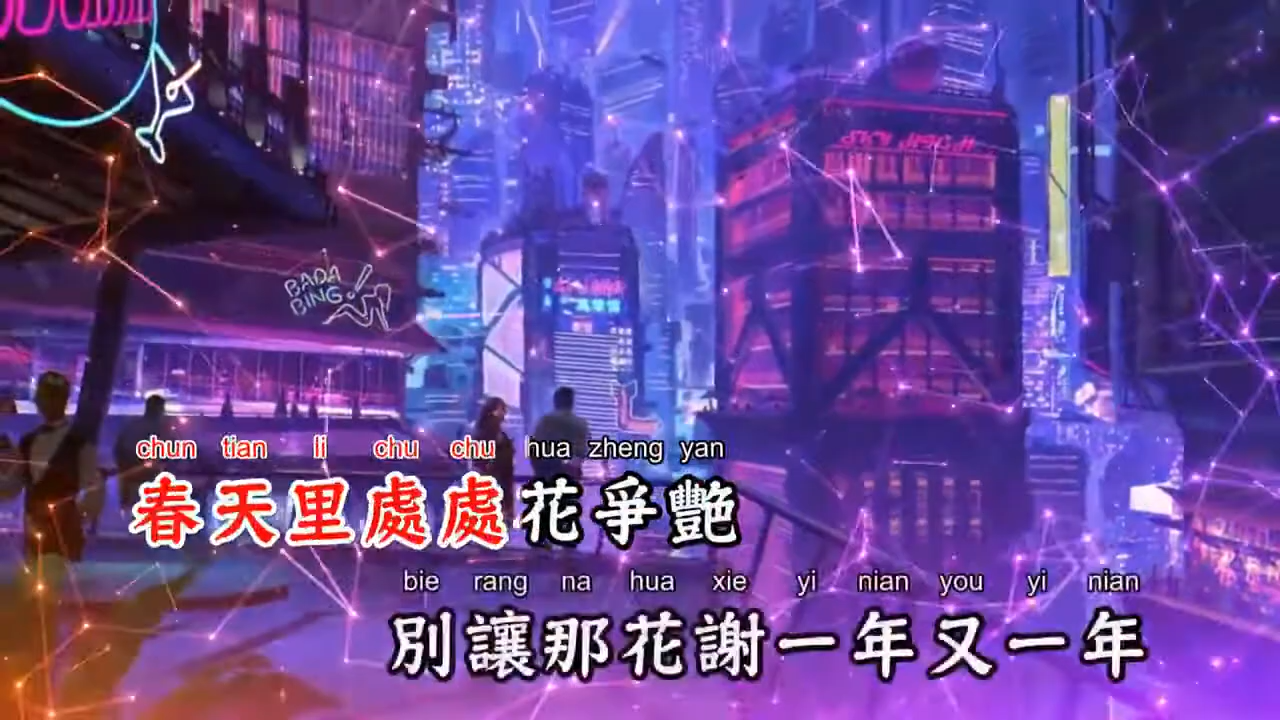 BADA
BING
chun tian li chu chu hua zheng yan
春天里處處花爭艷
bie rang na hua xie yi nian you yi nian
別讓那花謝一年又一年